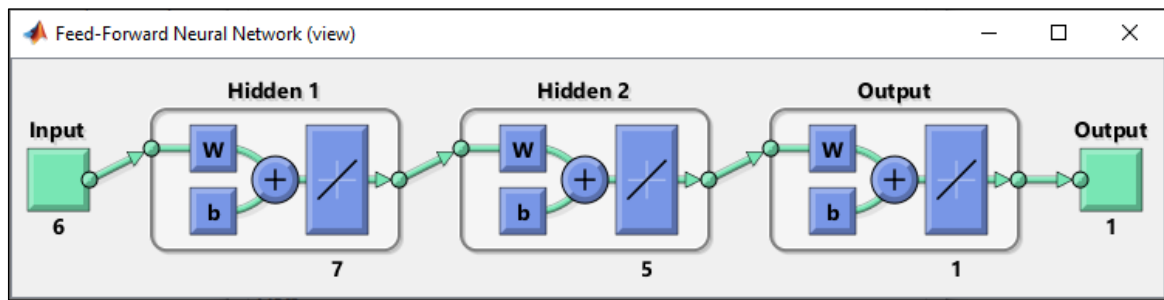 Feed-Forward Neural Network (view)
Hidden 1
Hidden 2
Output
Input
Output
W
W
W
b
b
b
6
7
5
1
1